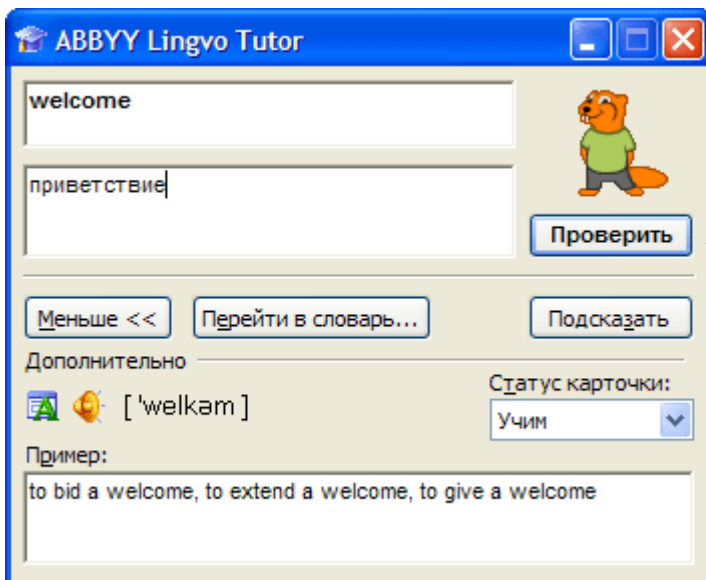 ABBYY Lingvo Tutor
welcome
приветствие
Проверить
Меньше <<
Перейти в словарь...
Подсказать
Дополнительно
['welkəm]
Статус карточки:
Учим
Пример:
to bid a welcome, to extend a welcome, to give a welcome